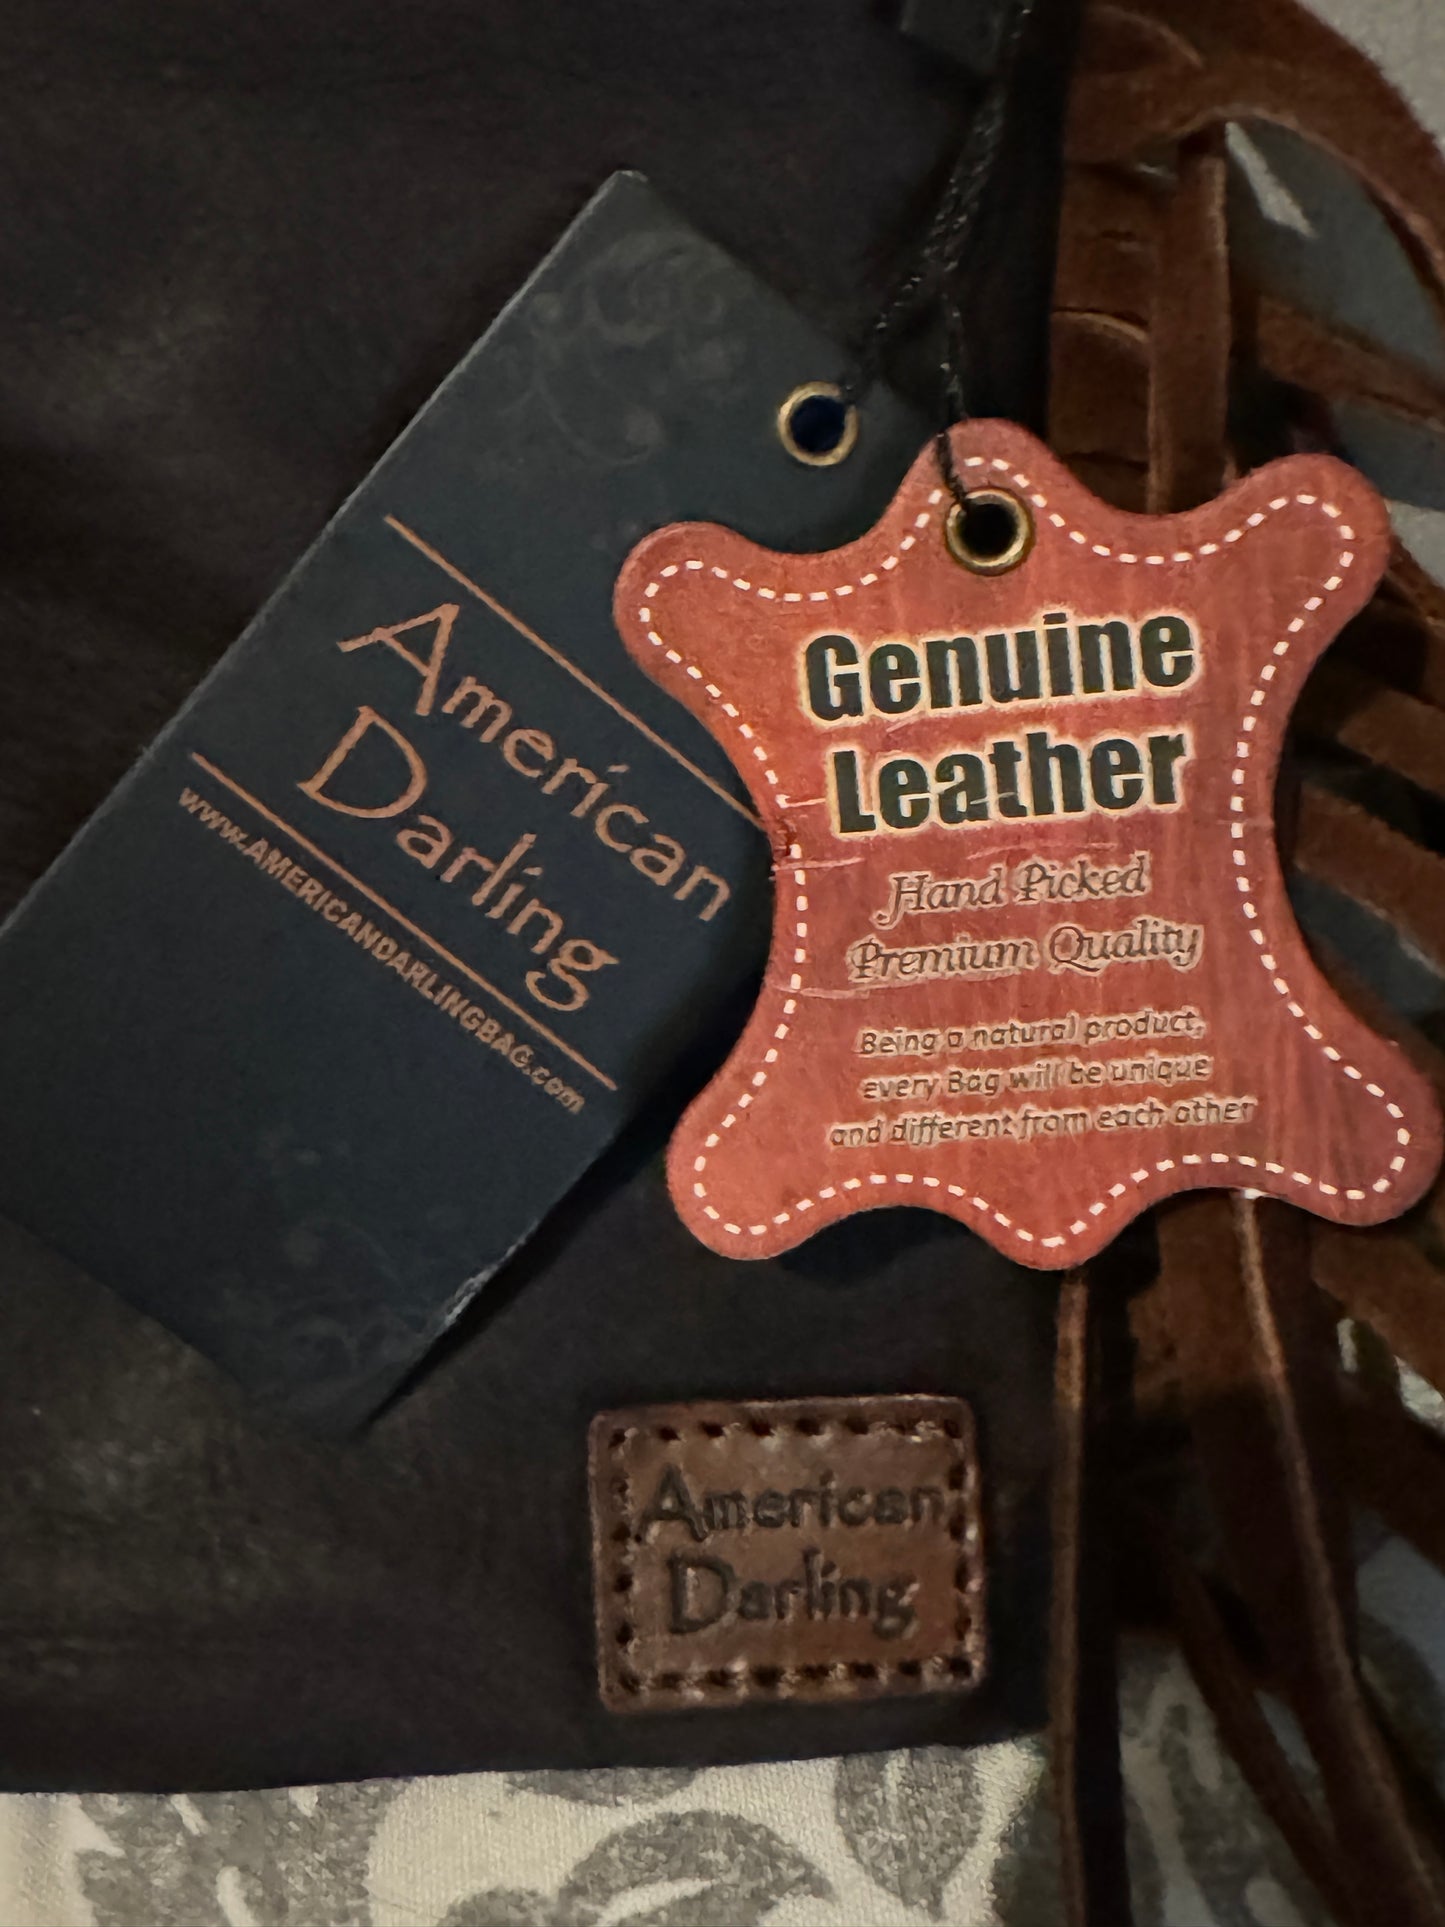 American
Darling
www.AMERICANDARLINGBAG.com
Genuine
Leather
Hand Picked
Premium Quality
Being a natural product,
every Bag will be unique
and different from each other
American
Darling